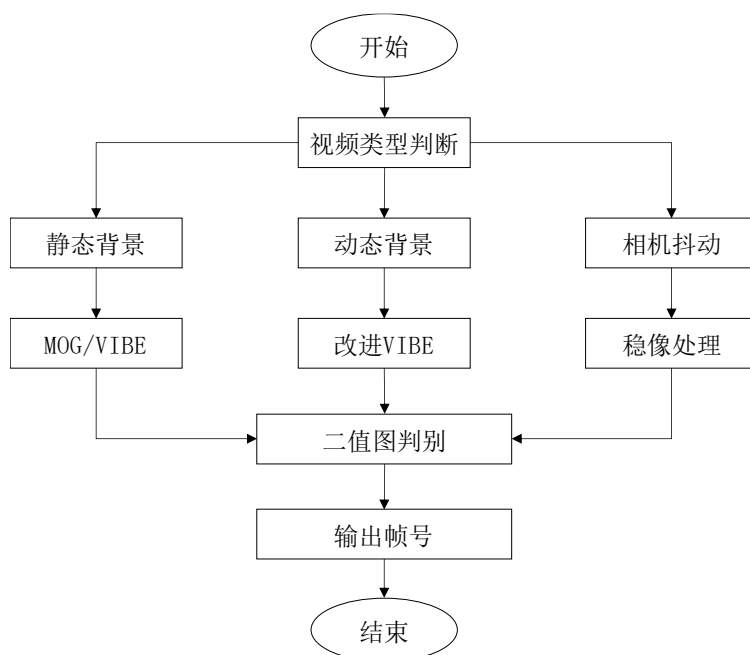 开始
视频类型判断
静态背景
动态背景
相机抖动
MOG/VIBE
改进VIBE
稳像处理
二值图判别
输出帧号
结束